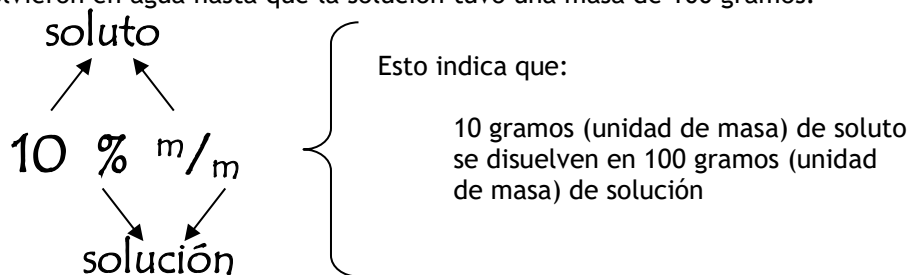 solvieron en agua hasta que la solución tuvo una masa de 100 gramos.
soluto
Esto indica que:
10 % m/m
10 gramos (unidad de masa) de soluto
se disuelven en 100 gramos (unidad
de masa) de solución
solución